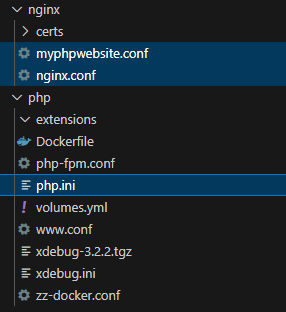 nginx
certs
myphpwebsite.conf
nginx.conf
php
extensions
Dockerfile
php-fpm.conf
php.ini
volumes.yml
www.conf
xdebug-3.2.2.tgz
xdebug.ini
zz-docker.conf